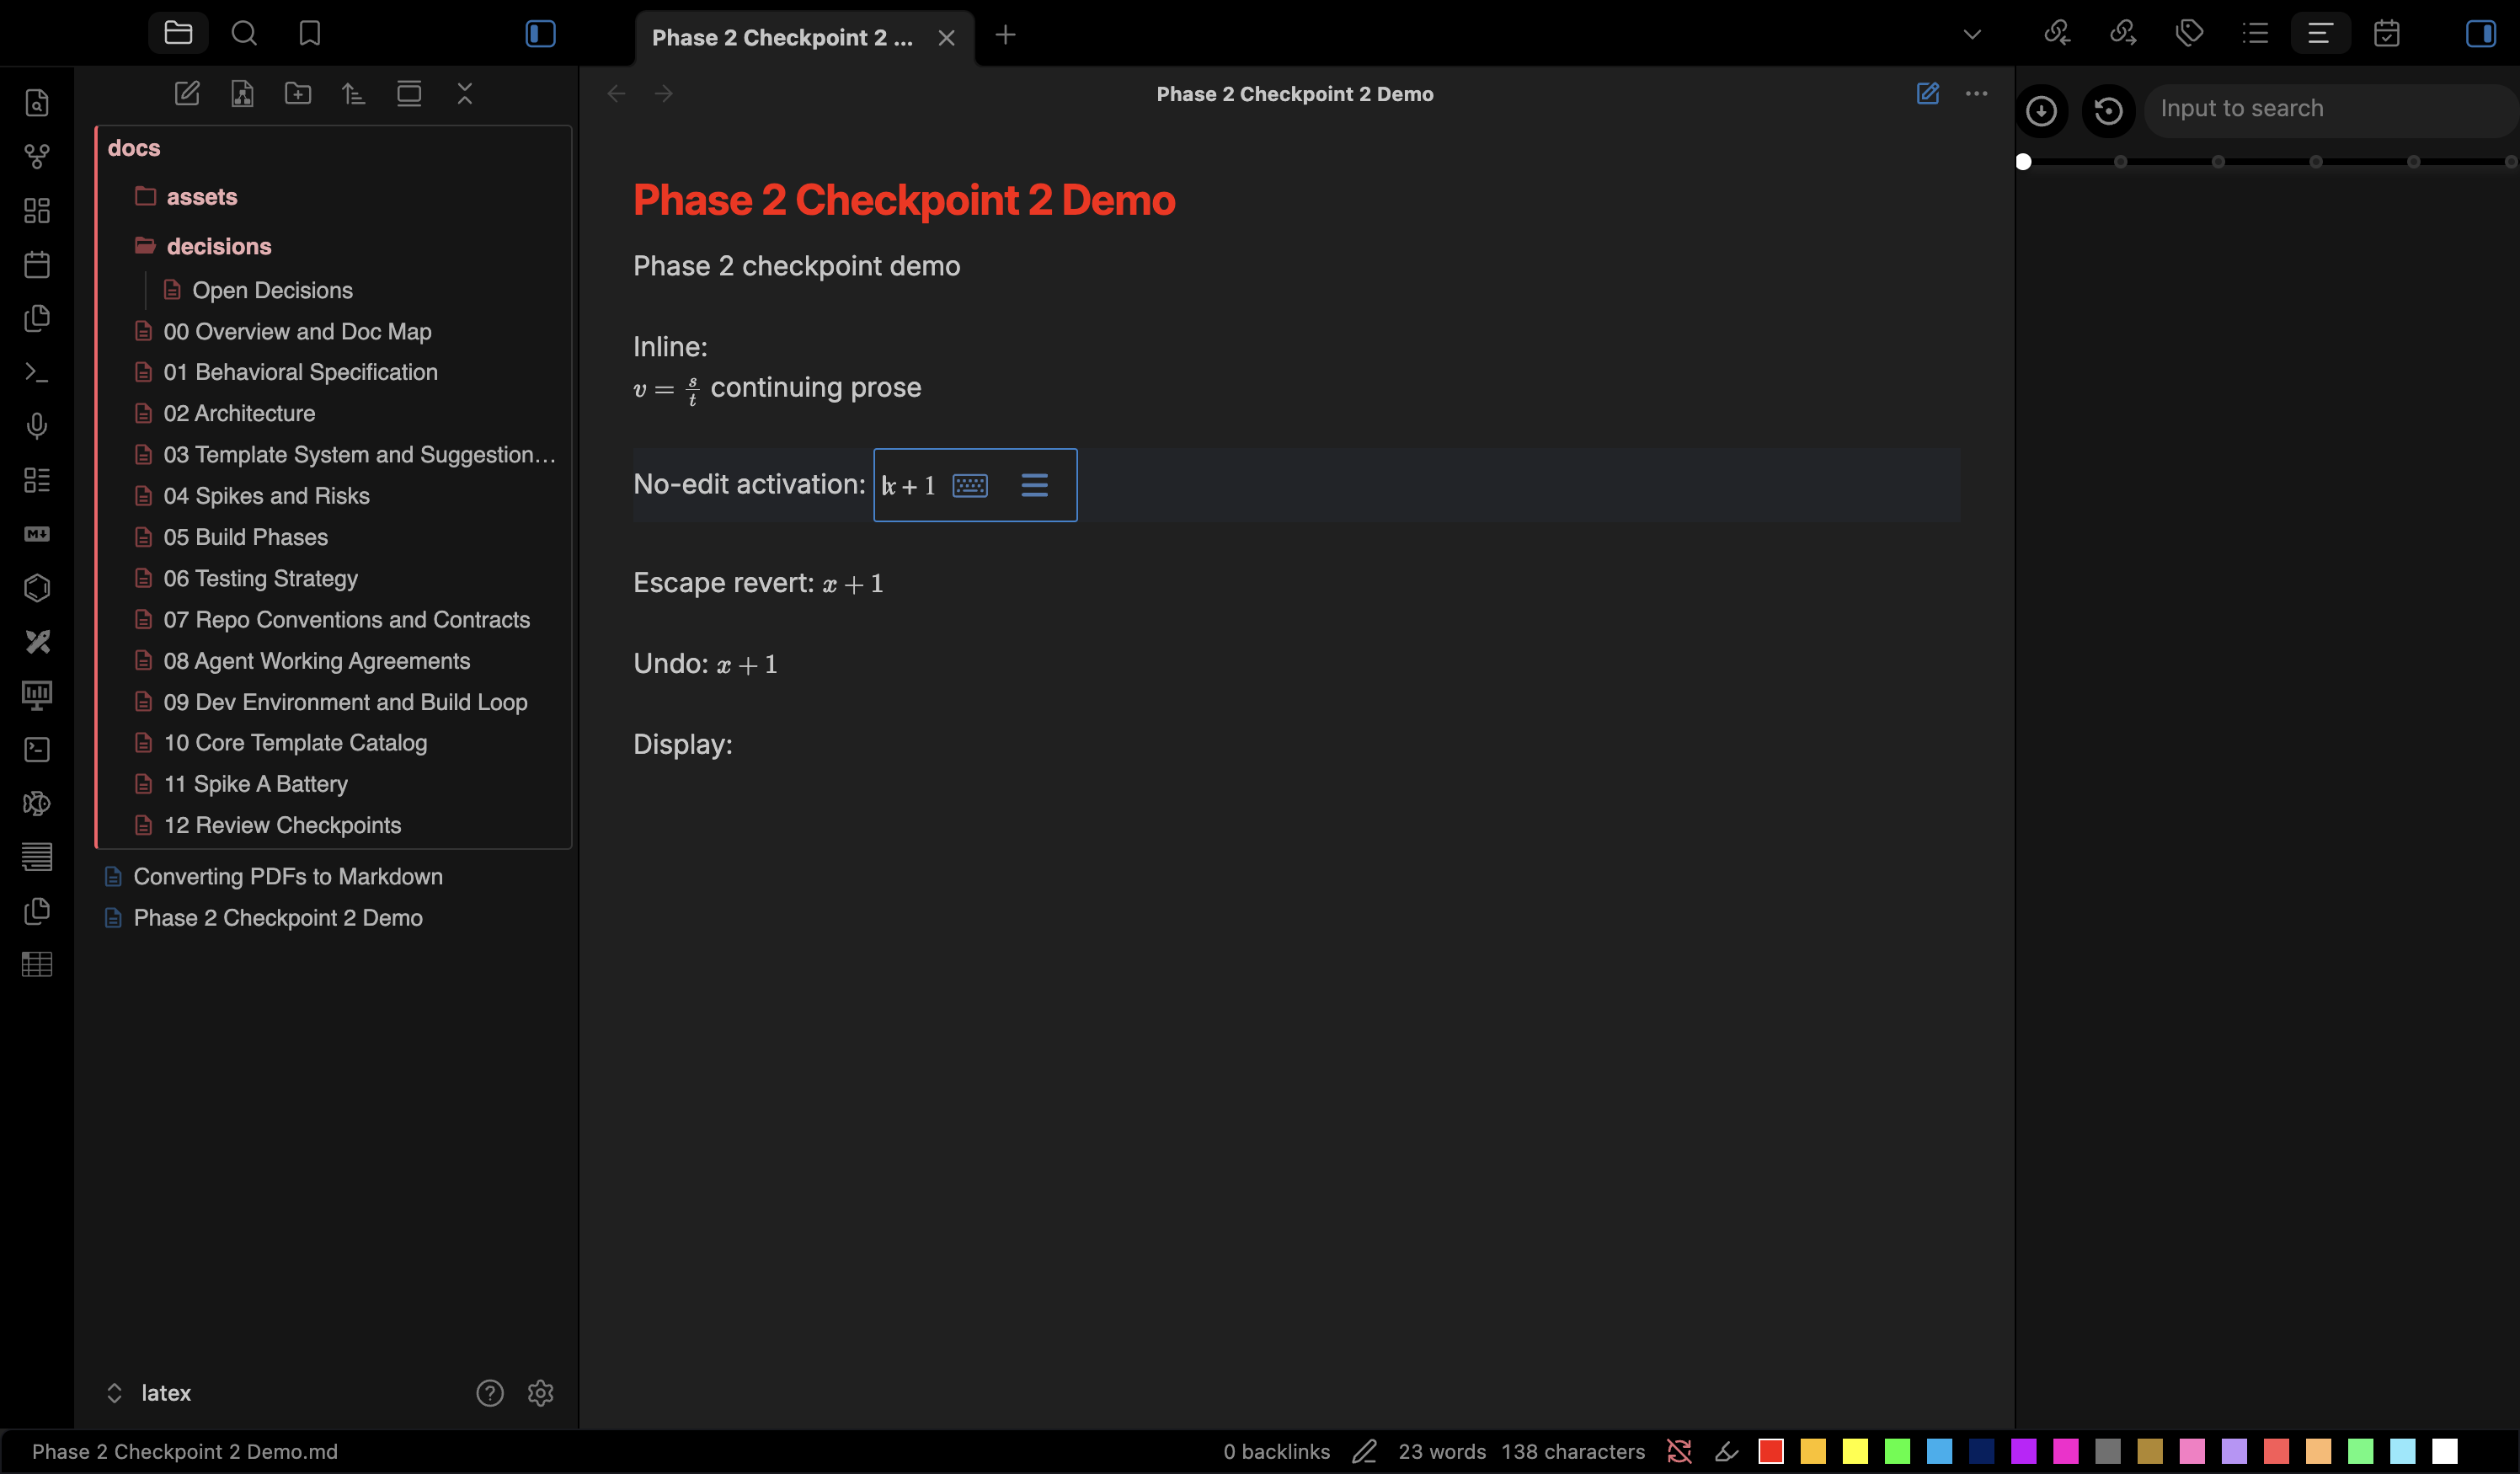 Phase 2 Checkpoint 2 ...
Input to search
docs
assets
decisions
Open Decisions
00 Overview and Doc Map
01 Behavioral Specification
02 Architecture
03 Template System and Suggestion...
04 Spikes and Risks
05 Build Phases
06 Testing Strategy
07 Repo Conventions and Contracts
08 Agent Working Agreements
09 Dev Environment and Build Loop
10 Core Template Catalog
11 Spike A Battery
12 Review Checkpoints
Converting PDFs to Markdown
Phase 2 Checkpoint 2 Demo
latex
Phase 2 Checkpoint 2 Demo
Phase 2 Checkpoint 2 Demo
Phase 2 checkpoint demo
Inline:
v = s/t continuing prose
No-edit activation: x + 1
Escape revert: x + 1
Undo: x + 1
Display:
Phase 2 Checkpoint 2 Demo.md
0 backlinks 23 words 138 characters